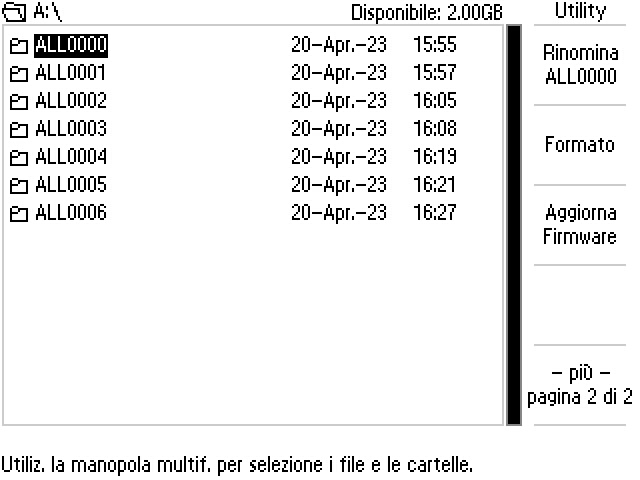 A:\ Disponibile: 2.00GB
Utility
ALL0000 20-Apr.-23 15:55
ALL0001 20-Apr.-23 15:57
ALL0002 20-Apr.-23 16:05
ALL0003 20-Apr.-23 16:08
ALL0004 20-Apr.-23 16:19
ALL0005 20-Apr.-23 16:21
ALL0006 20-Apr.-23 16:27
Rinomina
ALL0000
Formato
Aggiorna
Firmware
- più -
pagina 2 di 2
Utiliz. la manopola multif. per selezione i file e le cartelle.